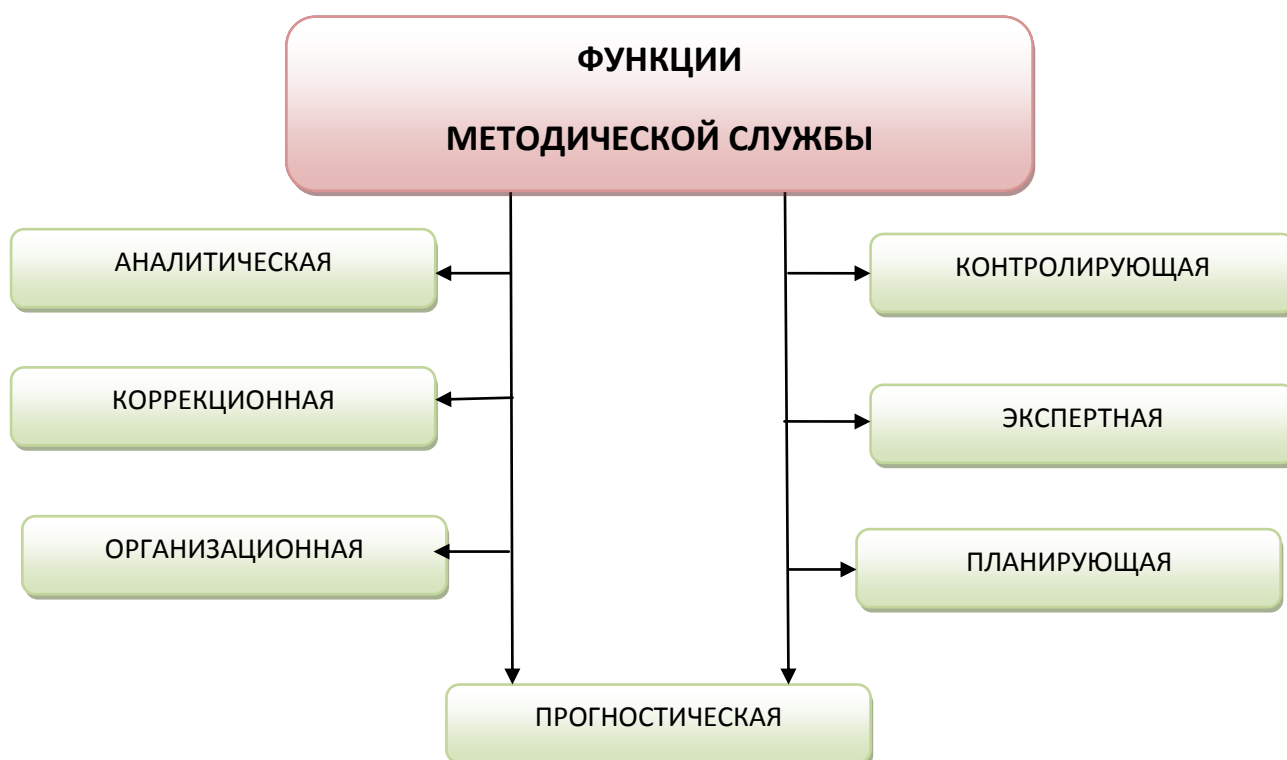 ФУНКЦИИ
МЕТОДИЧЕСКОЙ СЛУЖБЫ
АНАЛИТИЧЕСКАЯ
КОНТРОЛИРУЮЩАЯ
КОРРЕКЦИОННАЯ
ЭКСПЕРТНАЯ
ОРГАНИЗАЦИОННАЯ
ПЛАНИРУЮЩАЯ
ПРОГНОСТИЧЕСКАЯ